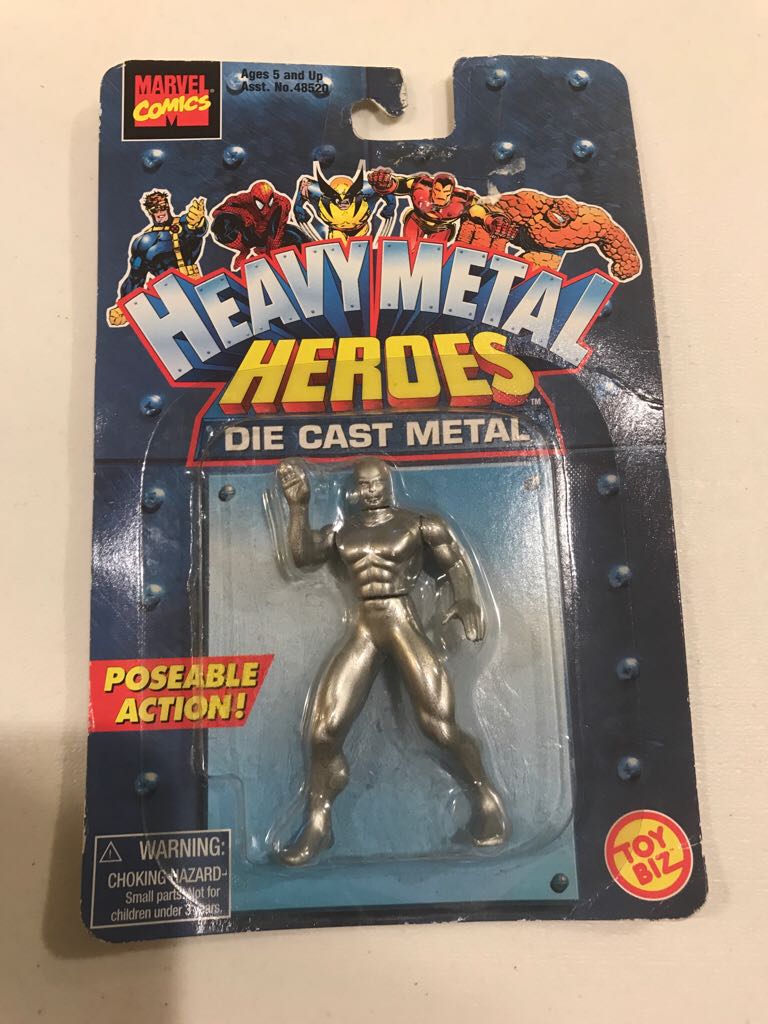 MARVEL
COMICS
M
Ages 5 and Up
Asst. No.48520
HEAVY METAL
HEROES™
DIE CAST METAL
POSEABLE
ACTION!
⚠ WARNING:
CHOKING HAZARD-
Small parts. Not for
children under 3 years.
TOY
BIZ